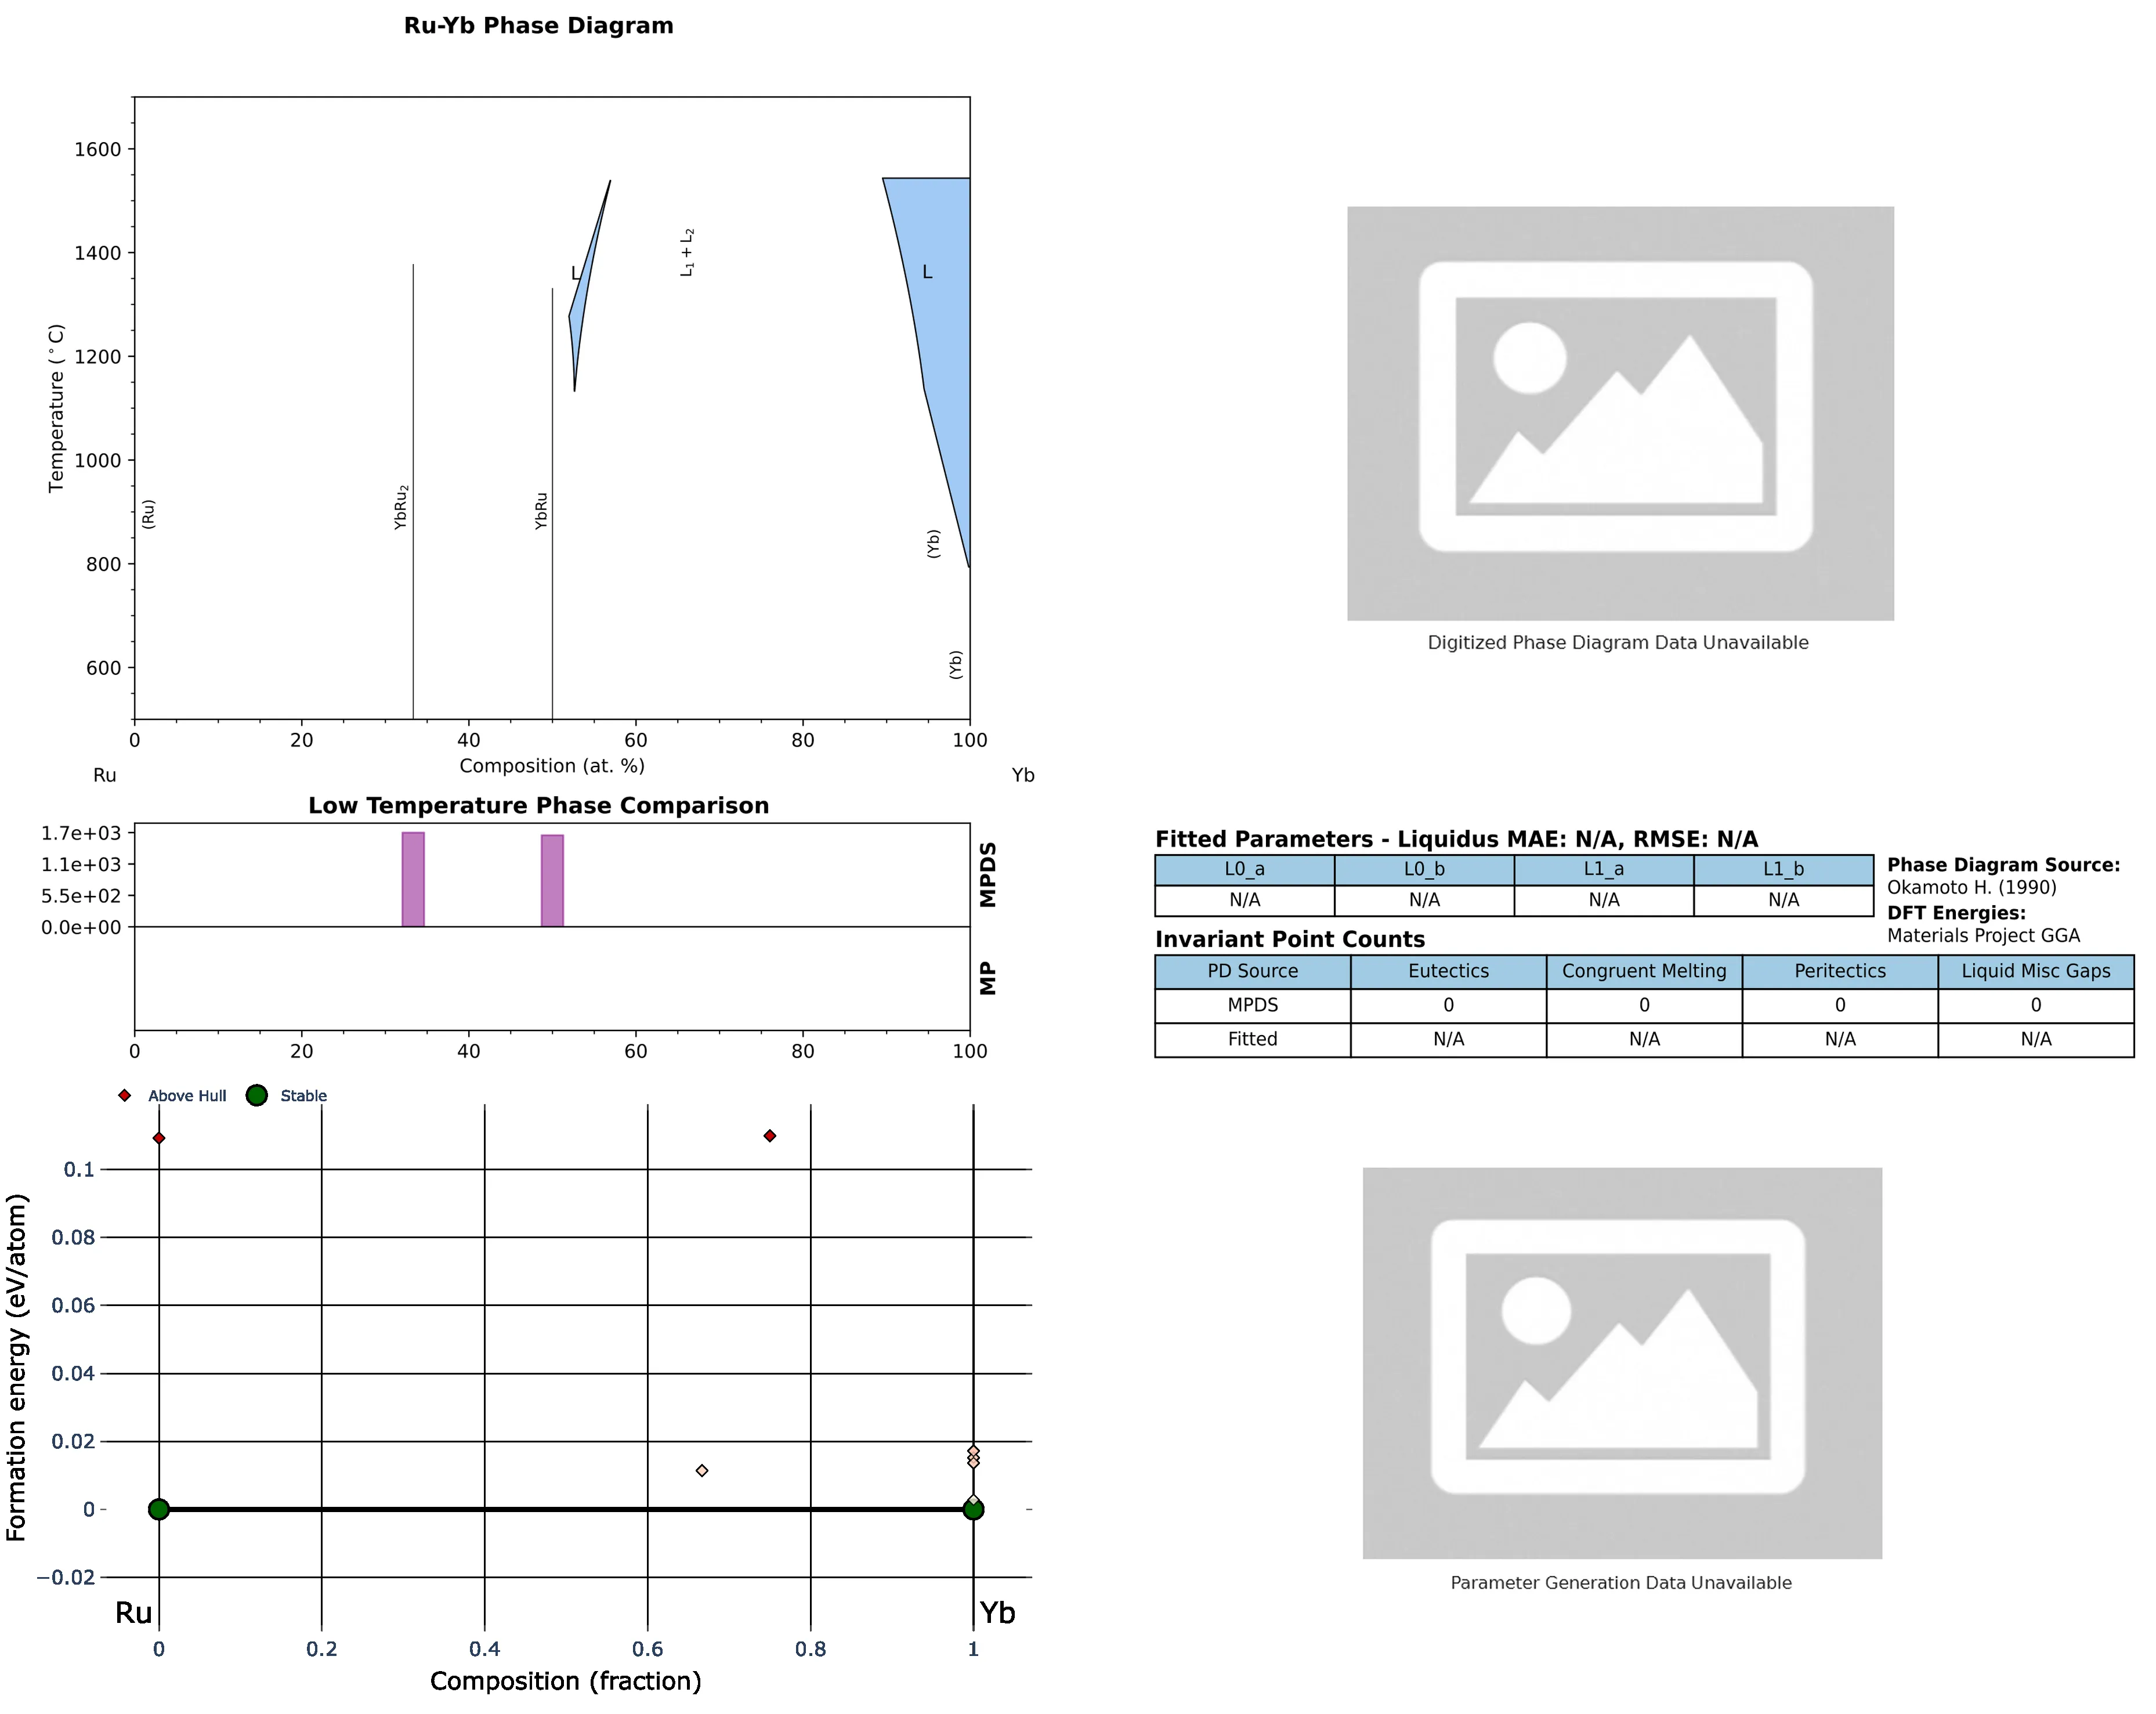 Ru-Yb Phase Diagram
Temperature (°C)
1600
1400
1200
1000
800
600
(Ru)
YbRu₂
YbRu
L
L₁ + L₂
L
(Yb)
(Yb)
0 20 40 60 80 100
Ru Composition (at. %) Yb
Digitized Phase Diagram Data Unavailable
Low Temperature Phase Comparison
1.7e+03
1.1e+03
5.5e+02
0.0e+00
MPDS
MP
0 20 40 60 80 100
Fitted Parameters - Liquidus MAE: N/A, RMSE: N/A
L0_a L0_b L1_a L1_b
N/A N/A N/A N/A
Phase Diagram Source:
Okamoto H. (1990)
DFT Energies:
Materials Project GGA
Invariant Point Counts
PD Source Eutectics Congruent Melting Peritectics Liquid Misc Gaps
MPDS 0 0 0 0
Fitted N/A N/A N/A N/A
Above Hull Stable
Formation energy (eV/atom)
0.1
0.08
0.06
0.04
0.02
0
−0.02
Ru Yb
0 0.2 0.4 0.6 0.8 1
Composition (fraction)
Parameter Generation Data Unavailable